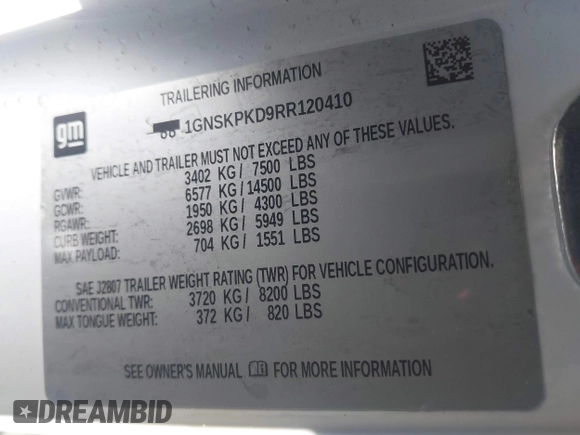 gm
TRAILERING INFORMATION
1GNSKPKD9RR120410
VEHICLE AND TRAILER MUST NOT EXCEED ANY OF THESE VALUES.
GVWR: 3402 KG / 7500 LBS
GCWR: 6577 KG / 14500 LBS
RGAWR: 1950 KG / 4300 LBS
CURB WEIGHT: 2698 KG / 5949 LBS
MAX PAYLOAD: 704 KG / 1551 LBS
SAE J2807 TRAILER WEIGHT RATING (TWR) FOR VEHICLE CONFIGURATION.
CONVENTIONAL TWR: 3720 KG / 8200 LBS
MAX TONGUE WEIGHT: 372 KG / 820 LBS
SEE OWNER'S MANUAL FOR MORE INFORMATION
DREAMBID